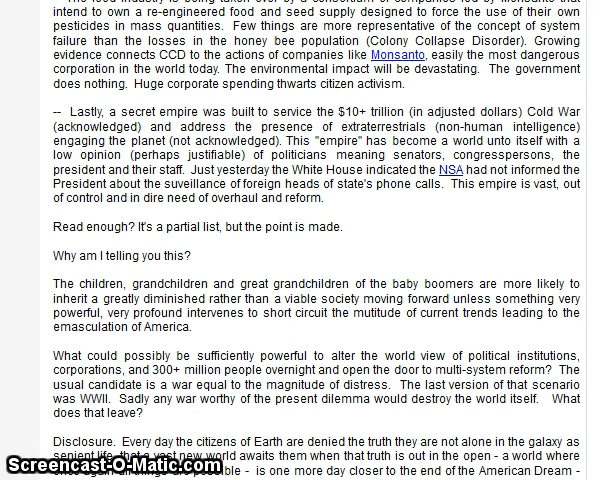 intend to own a re-engineered food and seed supply designed to force the use of their own
pesticides in mass quantities.  Few things are more representative of the concept of system
failure than the losses in the honey bee population (Colony Collapse Disorder).  Growing
evidence connects CCD to the actions of companies like Monsanto, easily the most dangerous
corporation in the world today. The environmental impact will be devastating.  The government
does nothing.  Huge corporate spending thwarts citizen activism.
--  Lastly, a secret empire was built to service the $10+ trillion (in adjusted dollars) Cold War
(acknowledged) and address the presence of extraterrestrials (non-human intelligence)
engaging the planet (not acknowledged). This "empire" has become a world unto itself with a
low opinion (perhaps justifiable) of politicians meaning senators, congresspersons, the
president and their staff.  Just yesterday the White House indicated the NSA had not informed the
President about the suveillance of foreign heads of state's phone calls.  This empire is vast, out
of control and in dire need of overhaul and reform.
Read enough? It's a partial list, but the point is made.
Why am I telling you this?
The children, grandchildren and great grandchildren of the baby boomers are more likely to
inherit a greatly diminished rather than a viable society moving forward unless something very
powerful, very profound intervenes to short circuit the mutitude of current trends leading to the
emasculation of America.
What could possibly be sufficiently powerful to alter the world view of political institutions,
corporations, and 300+ million people overnight and open the door to multi-system reform?  The
usual candidate is a war equal to the magnitude of distress.  The last version of that scenario
was WWII.  Sadly any war worthy of the present dilemma would destroy the world itself.   What
does that leave?
Disclosure.  Every day the citizens of Earth are denied the truth they are not alone in the galaxy as
new world awaits them when that truth is out in the open - a world where
- is one more day closer to the end of the American Dream -
Screencast-O-Matic.com